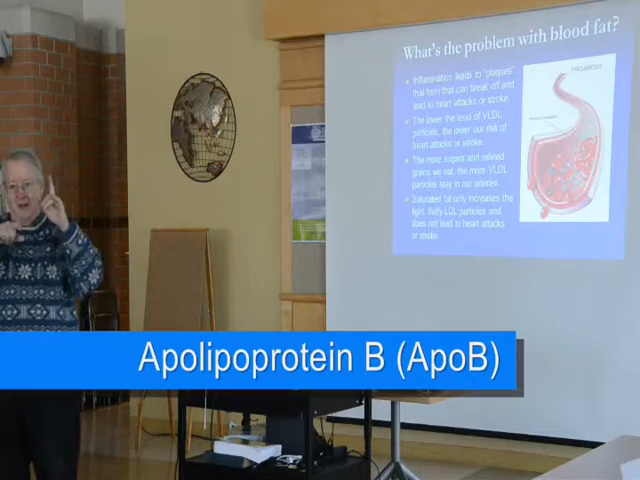 What's the problem with blood fat?
Inflammation leads to "plaques"
that form that can break off and
lead to heart attacks or stroke.
The lower the level of VLDL
particles, the lower our risk of
heart attacks or stroke.
The more sugars and refined
grains we eat, the more VLDL
particles stay in our arteries.
Saturated fat only increases the
light, fluffy LDL particles and
does not lead to heart attacks
or stroke.
THROMBOSIS
Apolipoprotein B (ApoB)